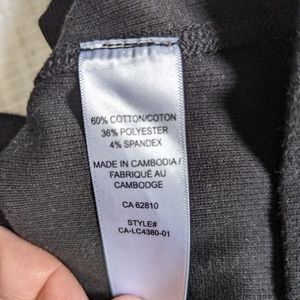 60% COTTON/COTON
36% POLYESTER
4% SPANDEX
MADE IN CAMBODIA/
FABRIQUÉ AU
CAMBODGE
CA 62810
STYLE#
CA-LC4380-01